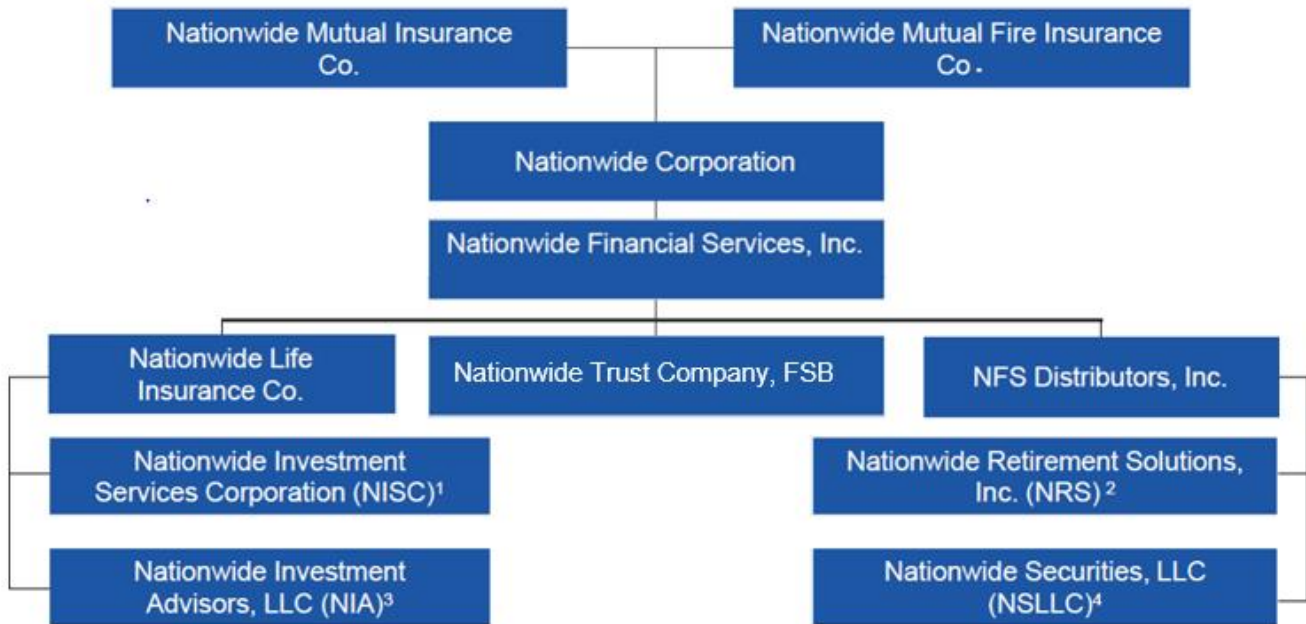 Nationwide Mutual Insurance
Co.
Nationwide Mutual Fire Insurance
Co .
Nationwide Corporation
Nationwide Financial Services, Inc.
Nationwide Life
Insurance Co.
Nationwide Trust Company, FSB
NFS Distributors, Inc.
Nationwide Investment
Services Corporation (NISC)¹
Nationwide Retirement Solutions,
Inc. (NRS) ²
Nationwide Investment
Advisors, LLC (NIA)³
Nationwide Securities, LLC
(NSLLC)⁴